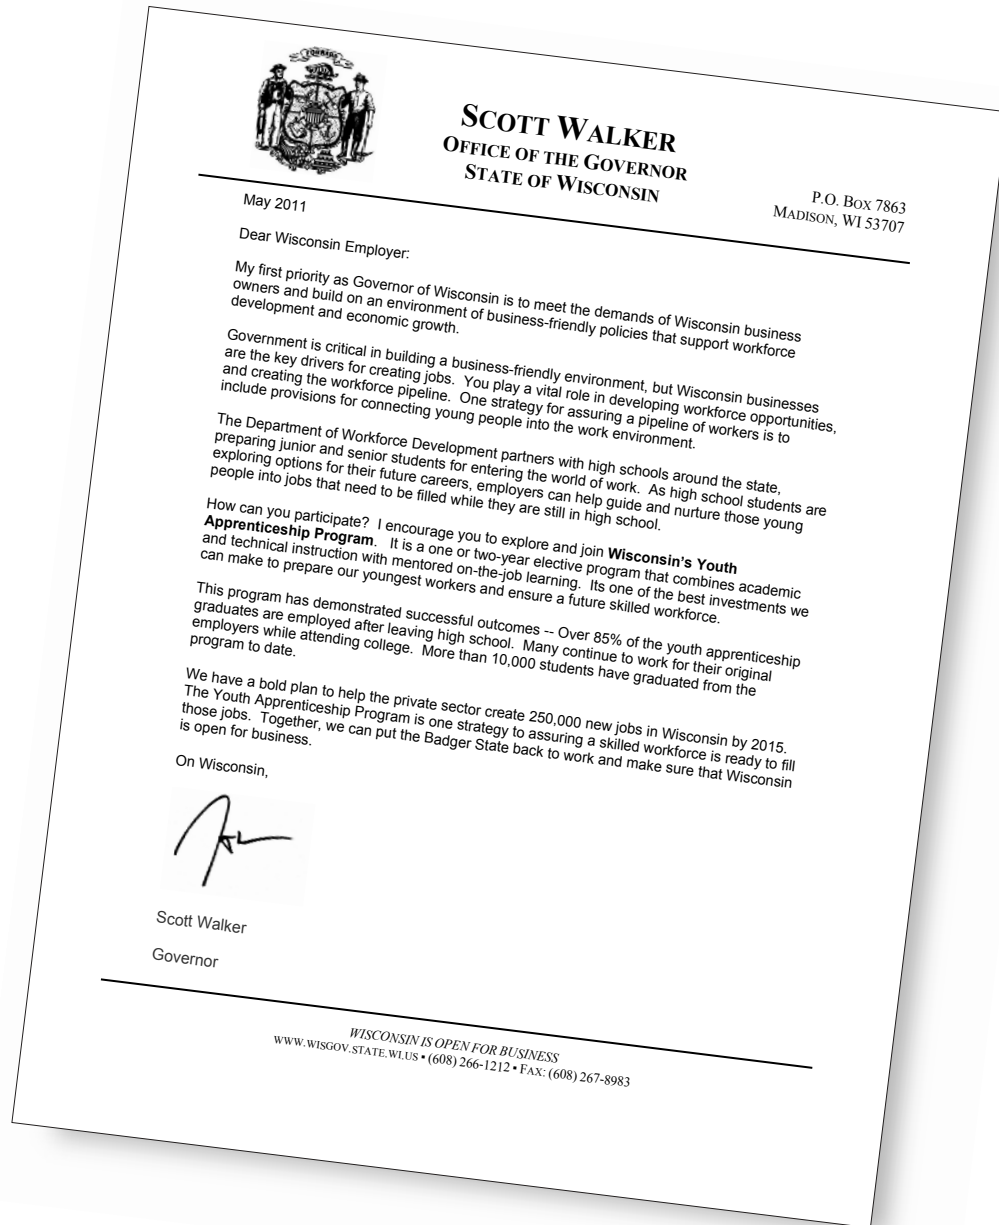 FORWARD
SCOTT WALKER
OFFICE OF THE GOVERNOR
STATE OF WISCONSIN
P.O. BOX 7863
MADISON, WI 53707
May 2011
Dear Wisconsin Employer:
My first priority as Governor of Wisconsin is to meet the demands of Wisconsin business
owners and build on an environment of business-friendly policies that support workforce
development and economic growth.
Government is critical in building a business-friendly environment, but Wisconsin businesses
are the key drivers for creating jobs.  You play a vital role in developing workforce opportunities,
and creating the workforce pipeline.  One strategy for assuring a pipeline of workers is to
include provisions for connecting young people into the work environment.
The Department of Workforce Development partners with high schools around the state,
preparing junior and senior students for entering the world of work.  As high school students are
exploring options for their future careers, employers can help guide and nurture those young
people into jobs that need to be filled while they are still in high school.
How can you participate?  I encourage you to explore and join Wisconsin's Youth
Apprenticeship Program.  It is a one or two-year elective program that combines academic
and technical instruction with mentored on-the-job learning.  Its one of the best investments we
can make to prepare our youngest workers and ensure a future skilled workforce.
This program has demonstrated successful outcomes -- Over 85% of the youth apprenticeship
graduates are employed after leaving high school.  Many continue to work for their original
employers while attending college.  More than 10,000 students have graduated from the
program to date.
We have a bold plan to help the private sector create 250,000 new jobs in Wisconsin by 2015.
The Youth Apprenticeship Program is one strategy to assuring a skilled workforce is ready to fill
those jobs.  Together, we can put the Badger State back to work and make sure that Wisconsin
is open for business.
On Wisconsin,
Scott Walker
Governor
WISCONSIN IS OPEN FOR BUSINESS
WWW.WISGOV.STATE.WI.US ▪ (608) 266-1212 ▪ FAX: (608) 267-8983